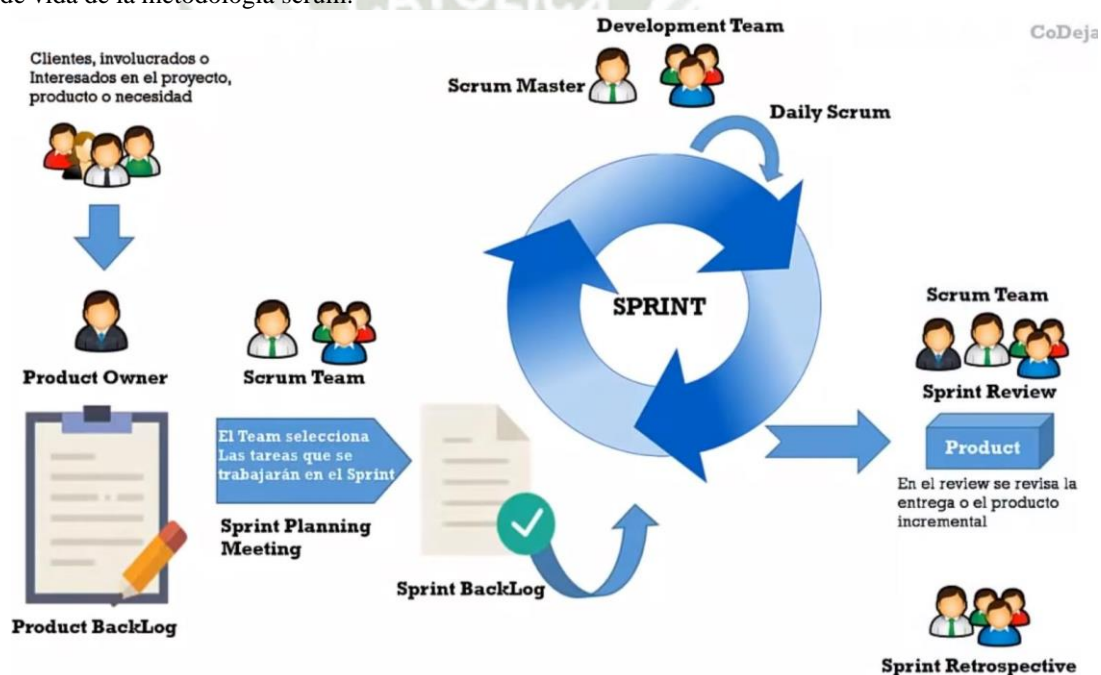 de vida de la metodología scrum.
CATÓLICA
Development Team
CoDeja
Clientes, involucrados o
Interesados en el proyecto,
producto o necesidad
Scrum Master
Daily Scrum
SPRINT
Scrum Team
Product Owner
Scrum Team
Sprint Review
El Team selecciona
Las tareas que se
trabajarán en el Sprint
Product
En el review se revisa la
entrega o el producto
incremental
Sprint Planning
Meeting
Sprint BackLog
Product BackLog
Sprint Retrospective